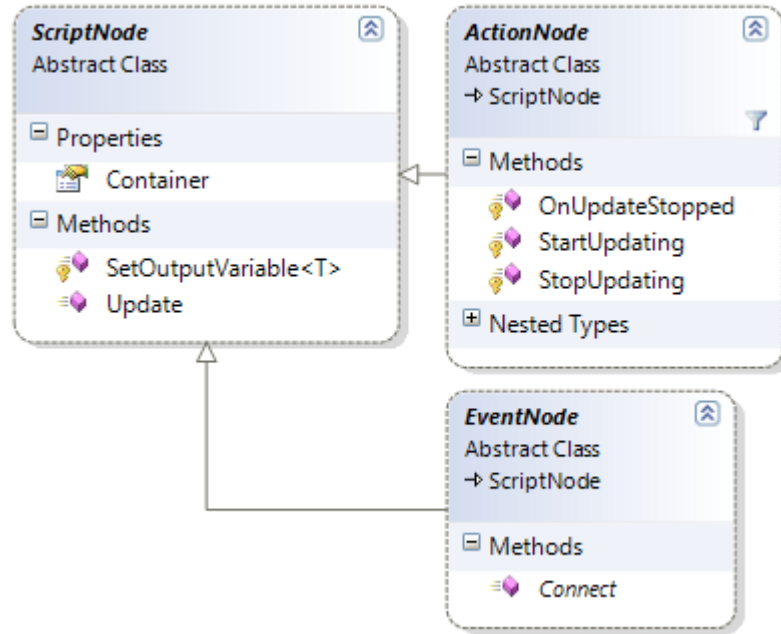 ScriptNode
Abstract Class
Properties
Container
Methods
SetOutputVariable<T>
Update
ActionNode
Abstract Class
ScriptNode
Methods
OnUpdateStopped
StartUpdating
StopUpdating
Nested Types
EventNode
Abstract Class
ScriptNode
Methods
Connect